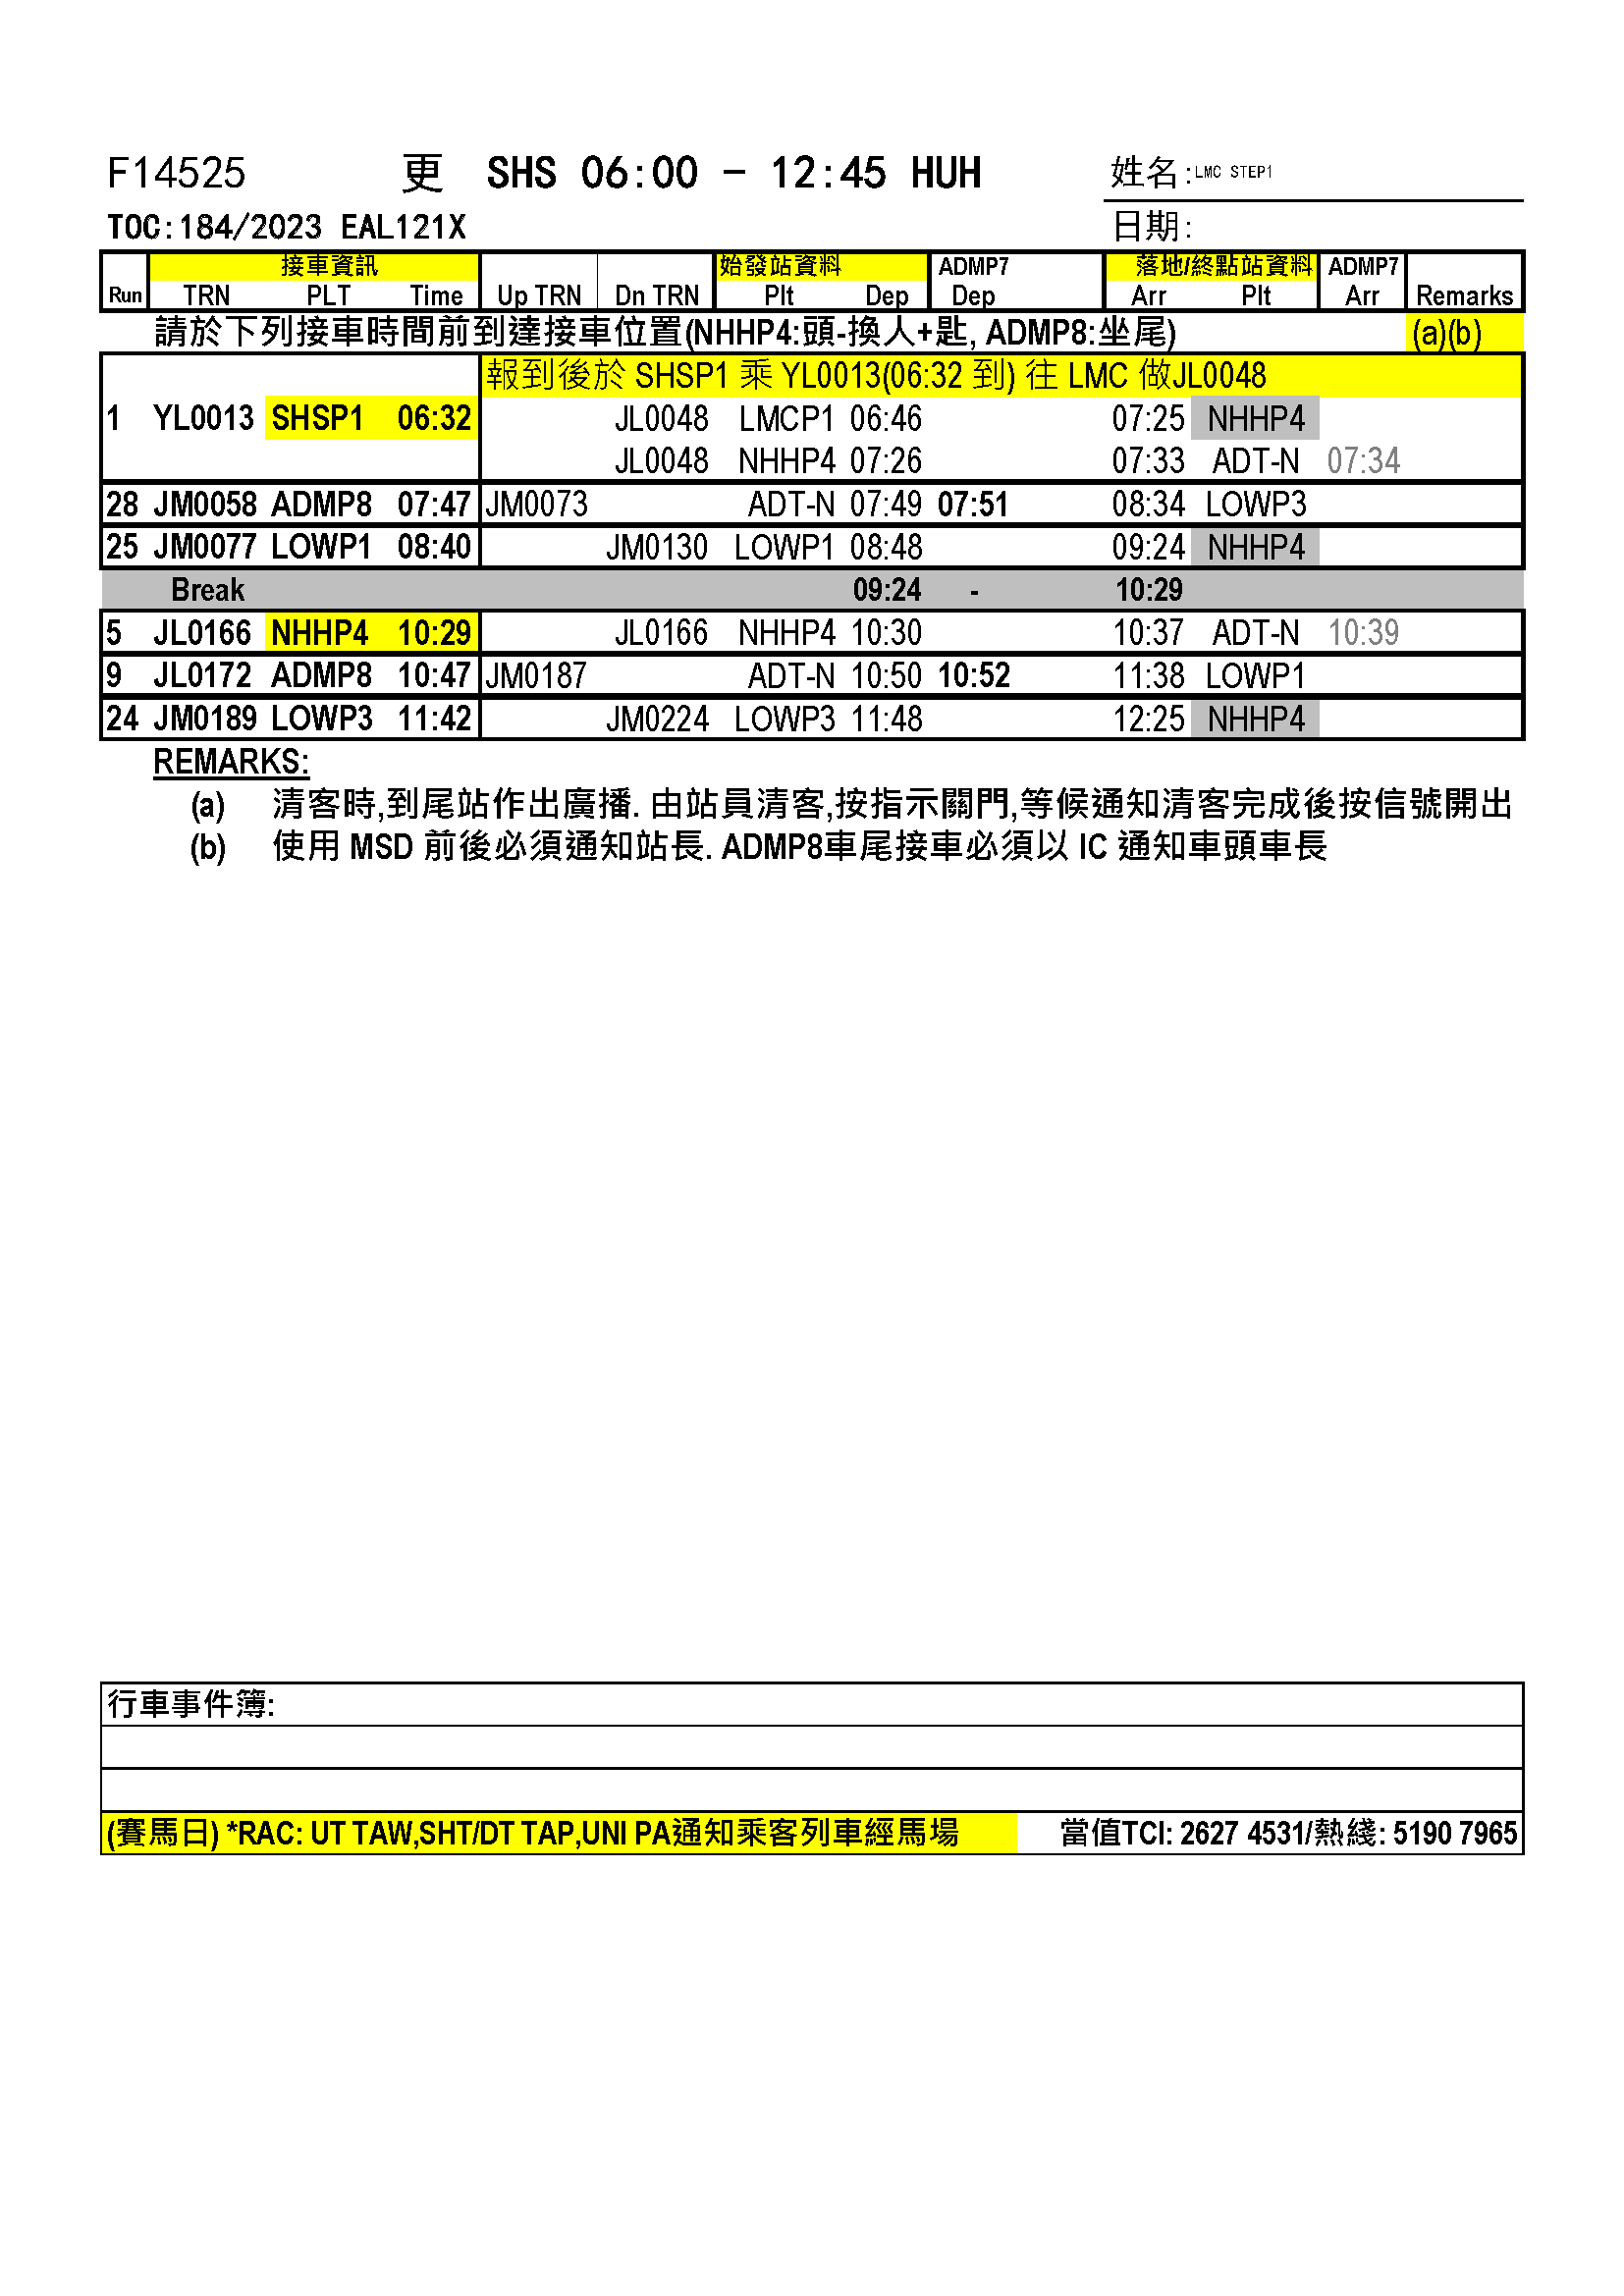 F14525 更 SHS 06:00 - 12:45 HUH 姓名:LMC STEP1
TOC:184/2023 EAL121X 日期:
接車資訊 始發站資料 ADMP7 落地/終點站資料 ADMP7
Run TRN PLT Time Up TRN Dn TRN Plt Dep Dep Arr Plt Arr Remarks
請於下列接車時間前到達接車位置(NHHP4:頭-換人+匙, ADMP8:坐尾) (a)(b)
報到後於 SHSP1 乘 YL0013(06:32 到) 往 LMC 做JL0048
1 YL0013 SHSP1 06:32 JL0048 LMCP1 06:46 07:25 NHHP4
JL0048 NHHP4 07:26 07:33 ADT-N 07:34
28 JM0058 ADMP8 07:47 JM0073 ADT-N 07:49 07:51 08:34 LOWP3
25 JM0077 LOWP1 08:40 JM0130 LOWP1 08:48 09:24 NHHP4
Break 09:24 - 10:29
5 JL0166 NHHP4 10:29 JL0166 NHHP4 10:30 10:37 ADT-N 10:39
9 JL0172 ADMP8 10:47 JM0187 ADT-N 10:50 10:52 11:38 LOWP1
24 JM0189 LOWP3 11:42 JM0224 LOWP3 11:48 12:25 NHHP4
REMARKS:
(a) 清客時,到尾站作出廣播. 由站員清客,按指示關門,等候通知清客完成後按信號開出
(b) 使用 MSD 前後必須通知站長. ADMP8車尾接車必須以 IC 通知車頭車長
行車事件簿:
(賽馬日) *RAC: UT TAW,SHT/DT TAP,UNI PA通知乘客列車經馬場 當值TCI: 2627 4531/熱綫: 5190 7965